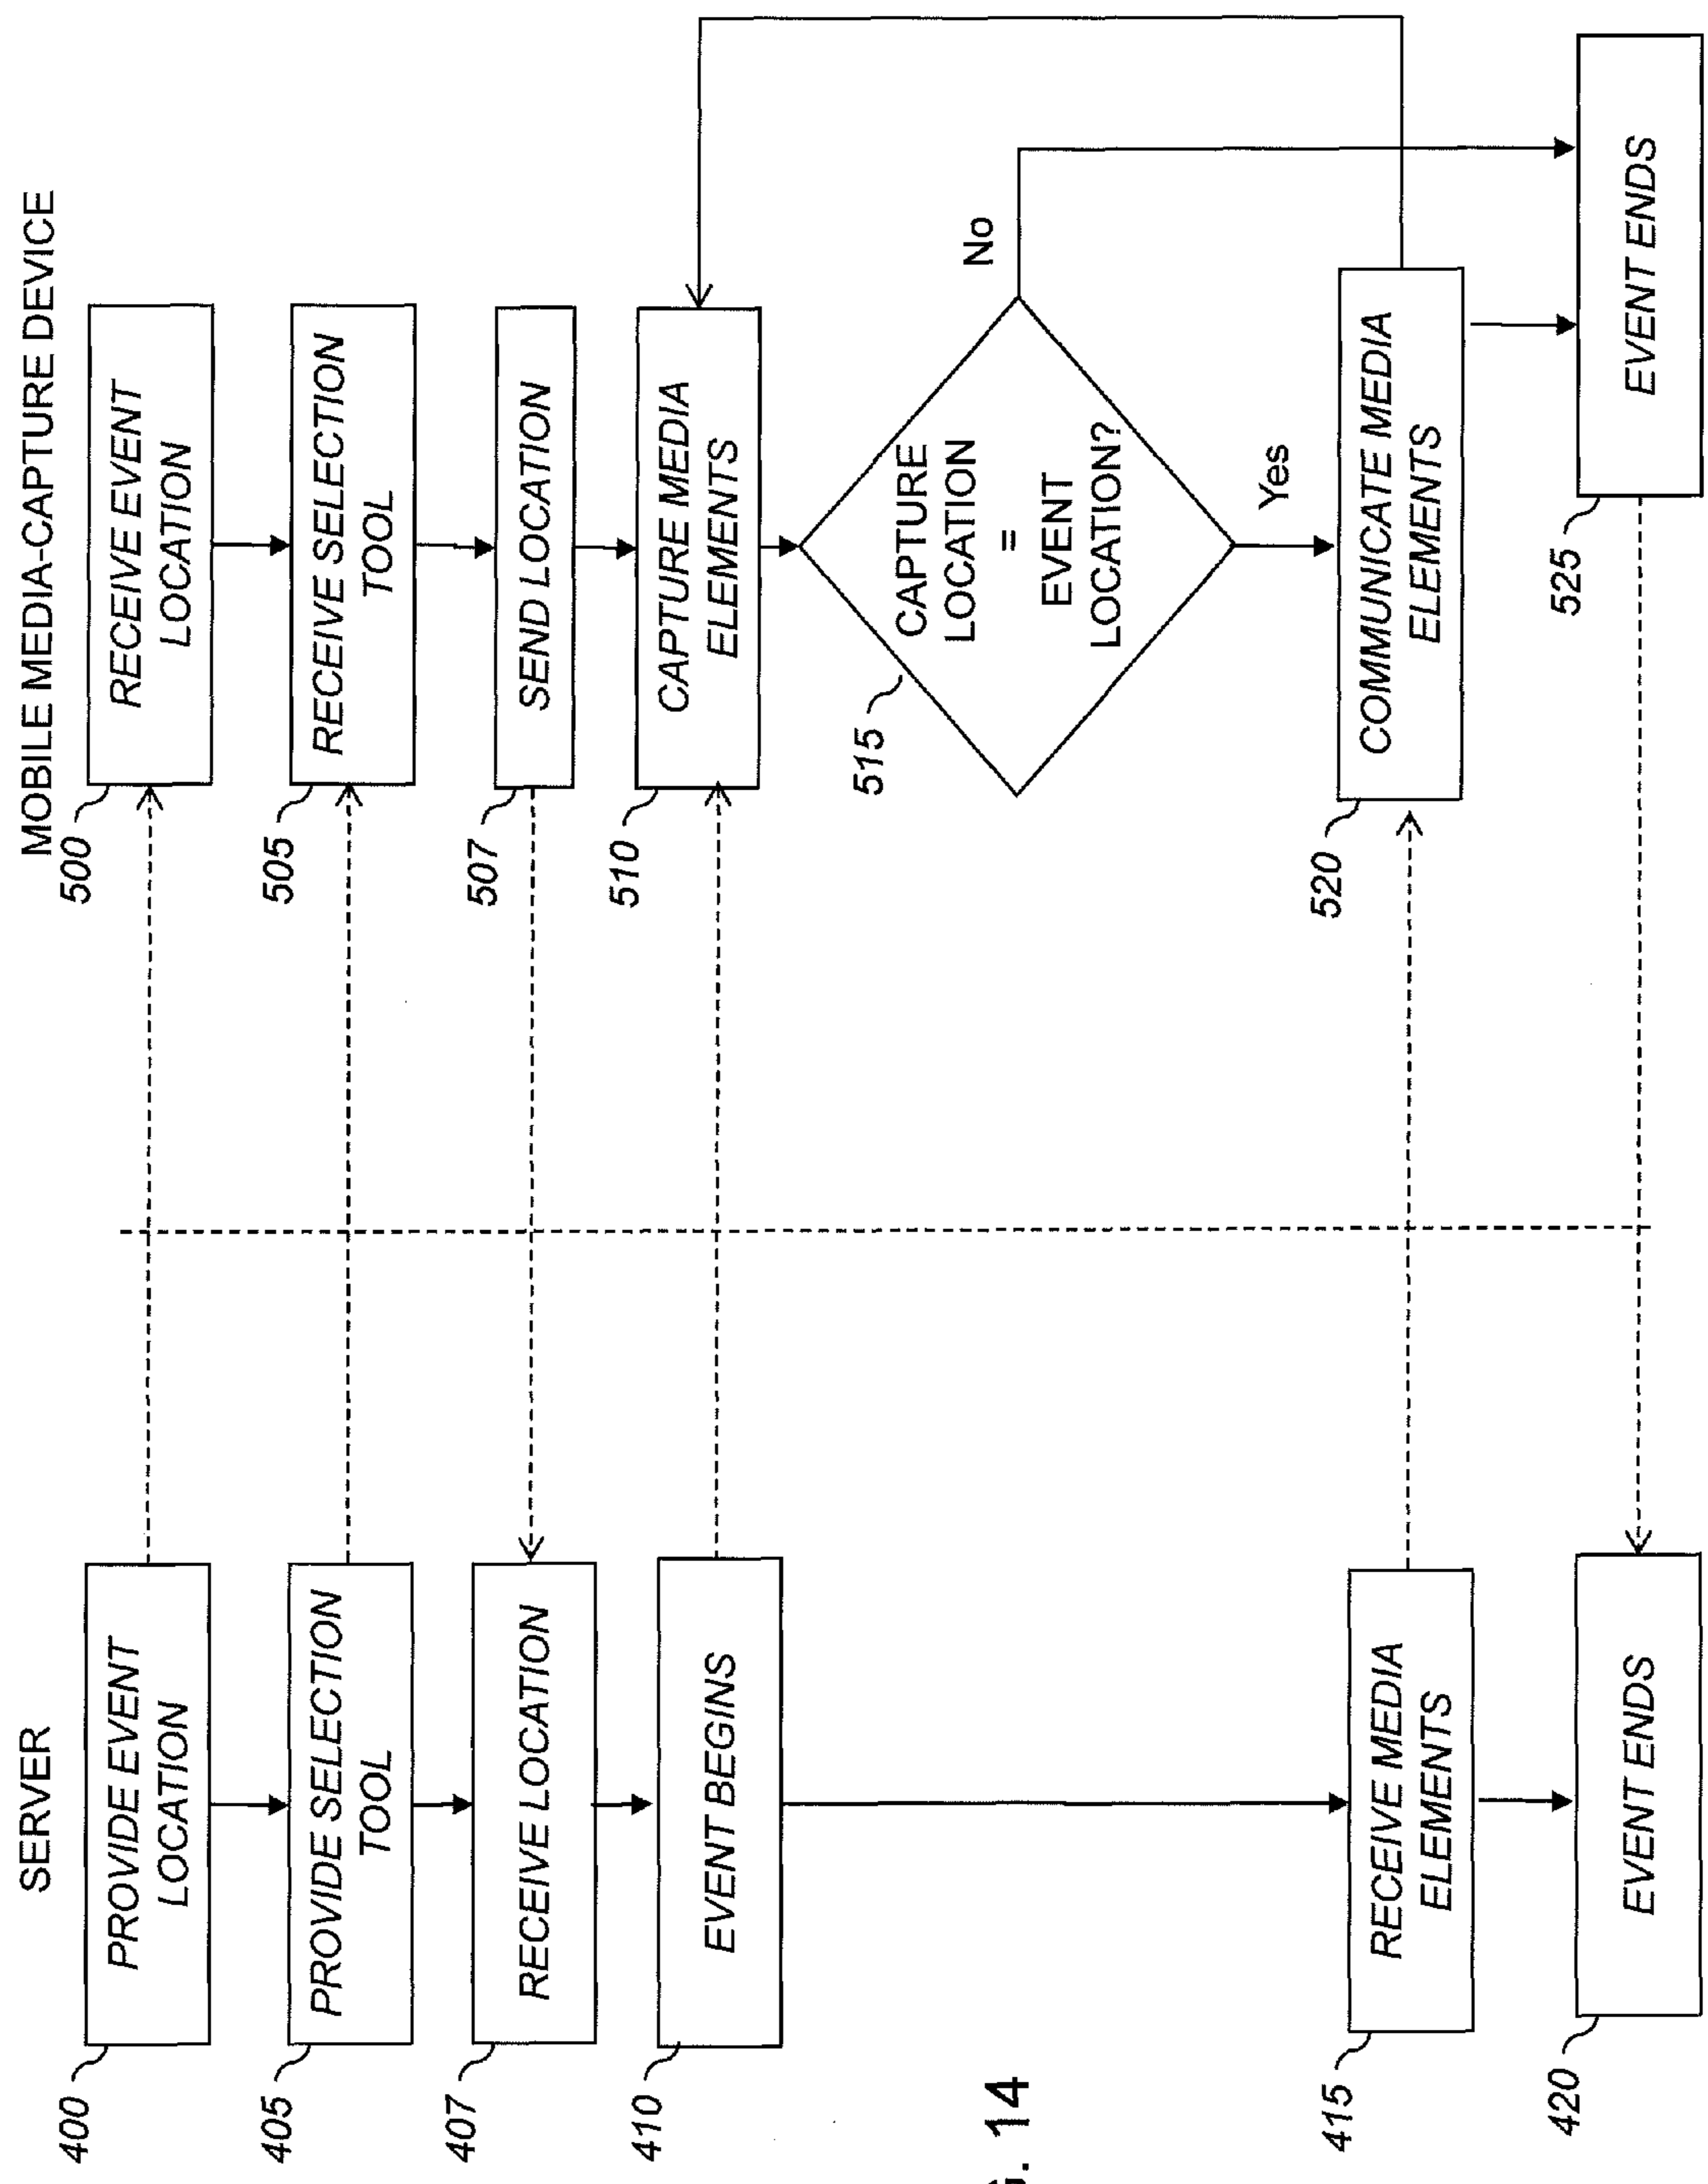 SERVER
MOBILE MEDIA-CAPTURE DEVICE
400
PROVIDE EVENT
LOCATION
500
RECEIVE EVENT
LOCATION
405
PROVIDE SELECTION
TOOL
505
RECEIVE SELECTION
TOOL
407
RECEIVE LOCATION
507
SEND LOCATION
410
EVENT BEGINS
510
CAPTURE MEDIA
ELEMENTS
515
CAPTURE
LOCATION
=
EVENT
LOCATION?
No
Yes
415
RECEIVE MEDIA
ELEMENTS
520
COMMUNICATE MEDIA
ELEMENTS
420
EVENT ENDS
525
EVENT ENDS
14